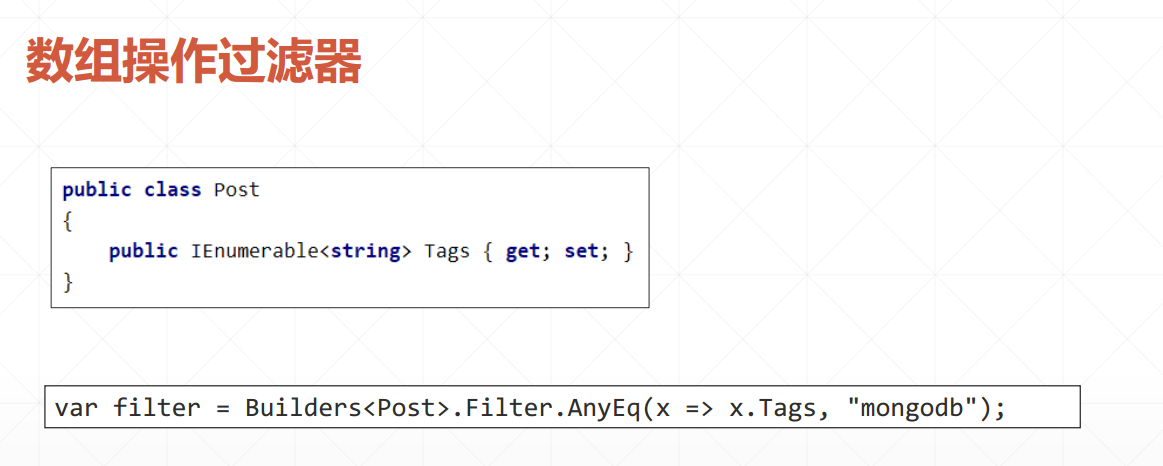 数组操作过滤器
public class Post
{
    public IEnumerable<string> Tags { get; set; }
}
var filter = Builders<Post>.Filter.AnyEq(x => x.Tags, "mongodb");